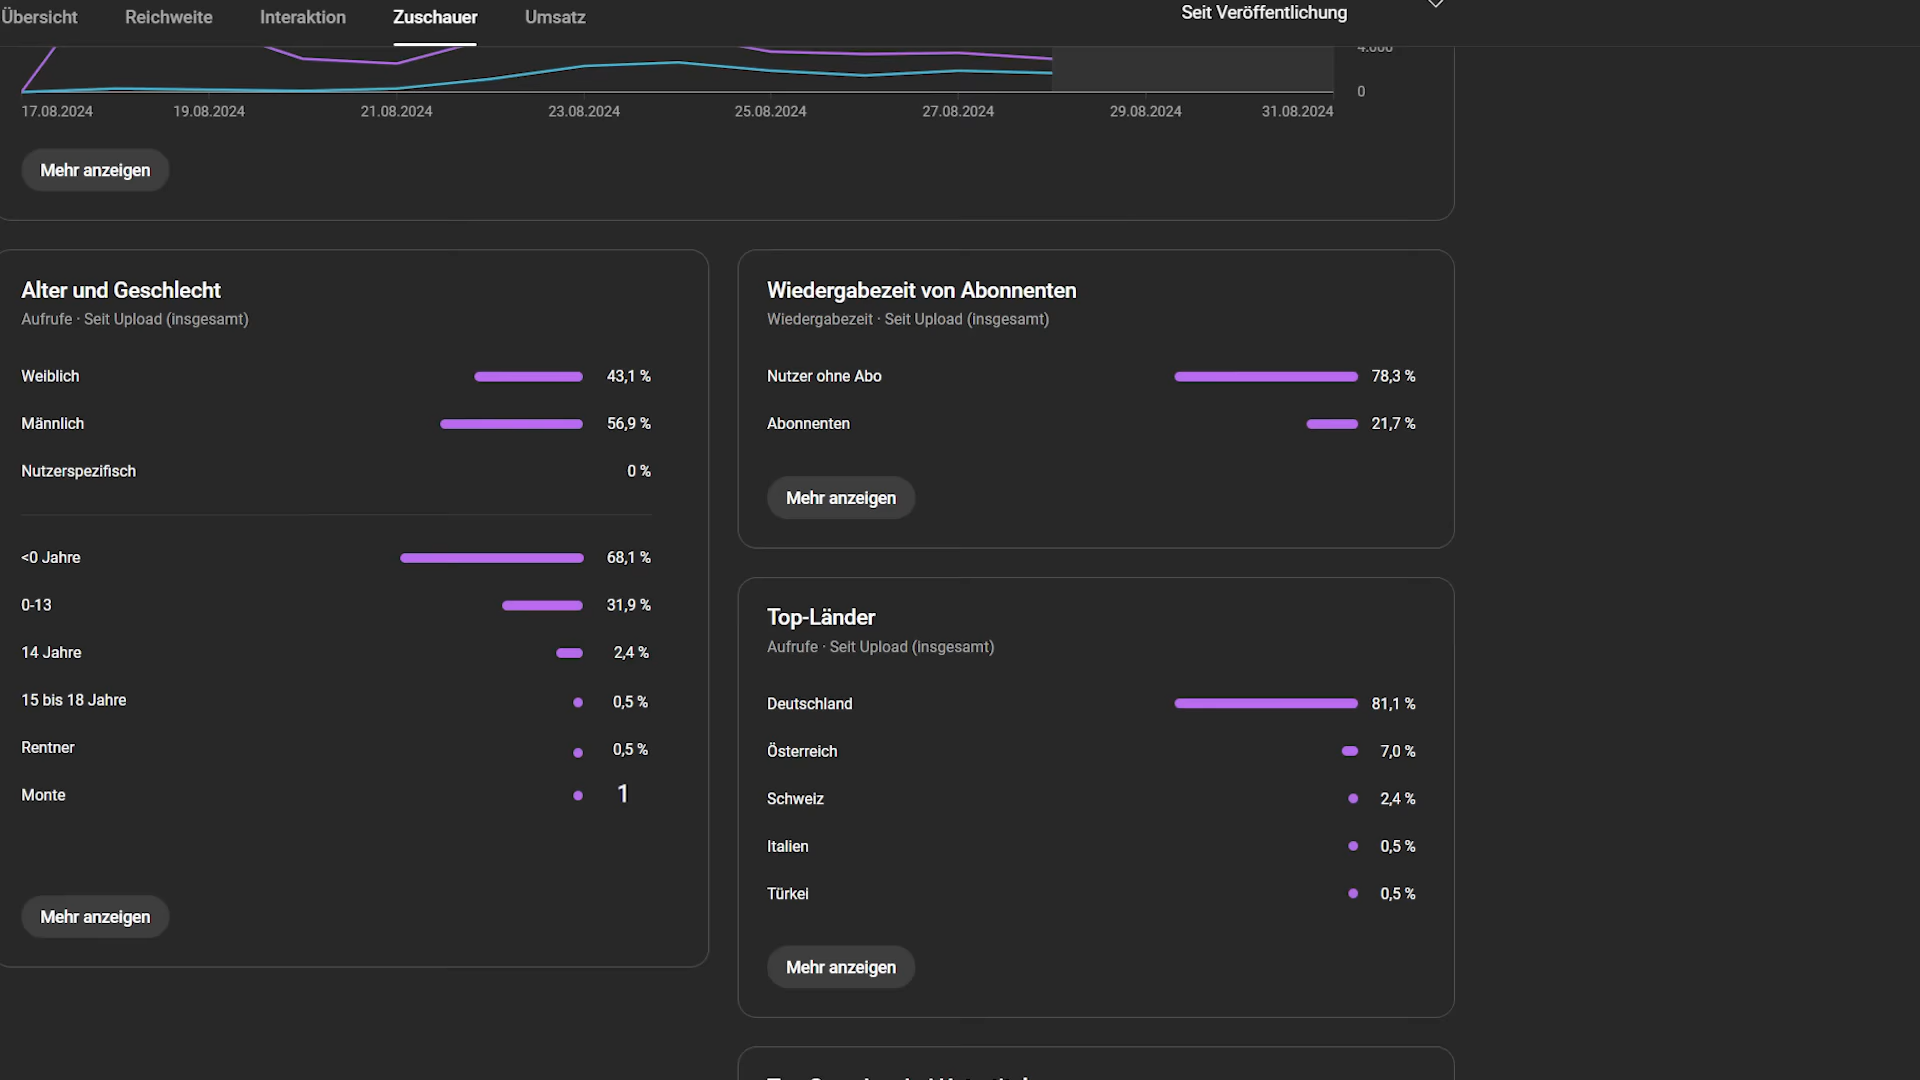 Übersicht Reichweite Interaktion Zuschauer Umsatz Seit Veröffentlichung
4.000
0
17.08.2024 19.08.2024 21.08.2024 23.08.2024 25.08.2024 27.08.2024 29.08.2024 31.08.2024
Mehr anzeigen
Alter und Geschlecht
Aufrufe · Seit Upload (insgesamt)
Weiblich 43,1 %
Männlich 56,9 %
Nutzerspezifisch 0 %
<0 Jahre 68,1 %
0-13 31,9 %
14 Jahre 2,4 %
15 bis 18 Jahre 0,5 %
Rentner 0,5 %
Monte 1
Mehr anzeigen
Wiedergabezeit von Abonnenten
Wiedergabezeit · Seit Upload (insgesamt)
Nutzer ohne Abo 78,3 %
Abonnenten 21,7 %
Mehr anzeigen
Top-Länder
Aufrufe · Seit Upload (insgesamt)
Deutschland 81,1 %
Österreich 7,0 %
Schweiz 2,4 %
Italien 0,5 %
Türkei 0,5 %
Mehr anzeigen